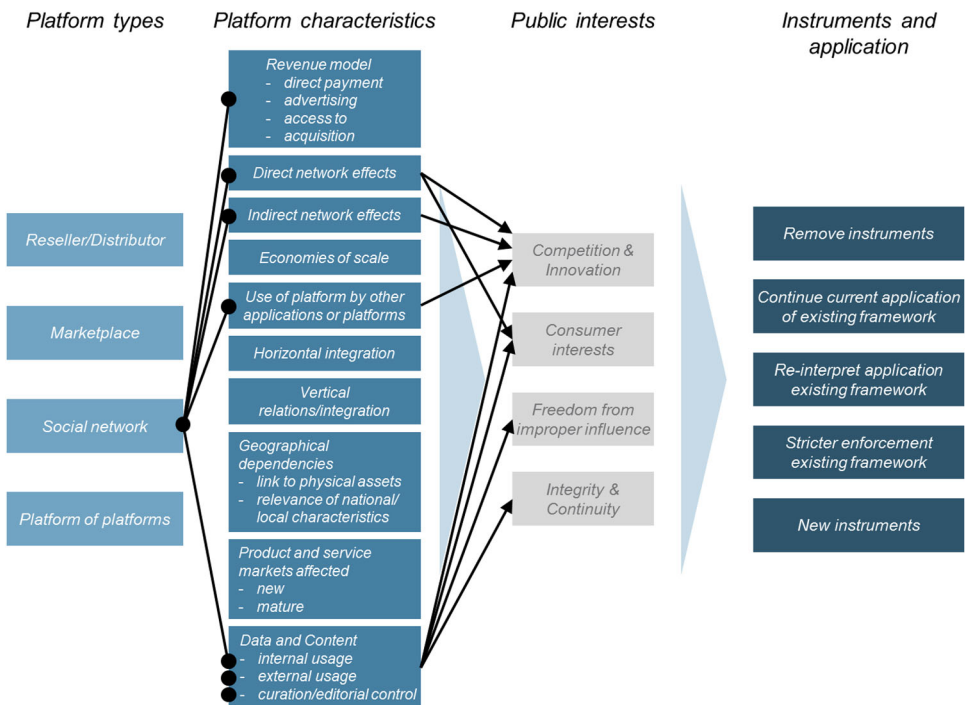 Platform types
Platform characteristics
Public interests
Instruments and
application
Reseller/Distributor
Marketplace
Social network
Platform of platforms
Revenue model
- direct payment
- advertising
- access to
- acquisition
Direct network effects
Indirect network effects
Economies of scale
Use of platform by other
applications or platforms
Horizontal integration
Vertical
relations/integration
Geographical
dependencies
- link to physical assets
- relevance of national/
local characteristics
Product and service
markets affected
- new
- mature
Data and Content
- internal usage
- external usage
- curation/editorial control
Competition &
Innovation
Consumer
interests
Freedom from
improper influence
Integrity &
Continuity
Remove instruments
Continue current application
of existing framework
Re-interpret application
existing framework
Stricter enforcement
existing framework
New instruments